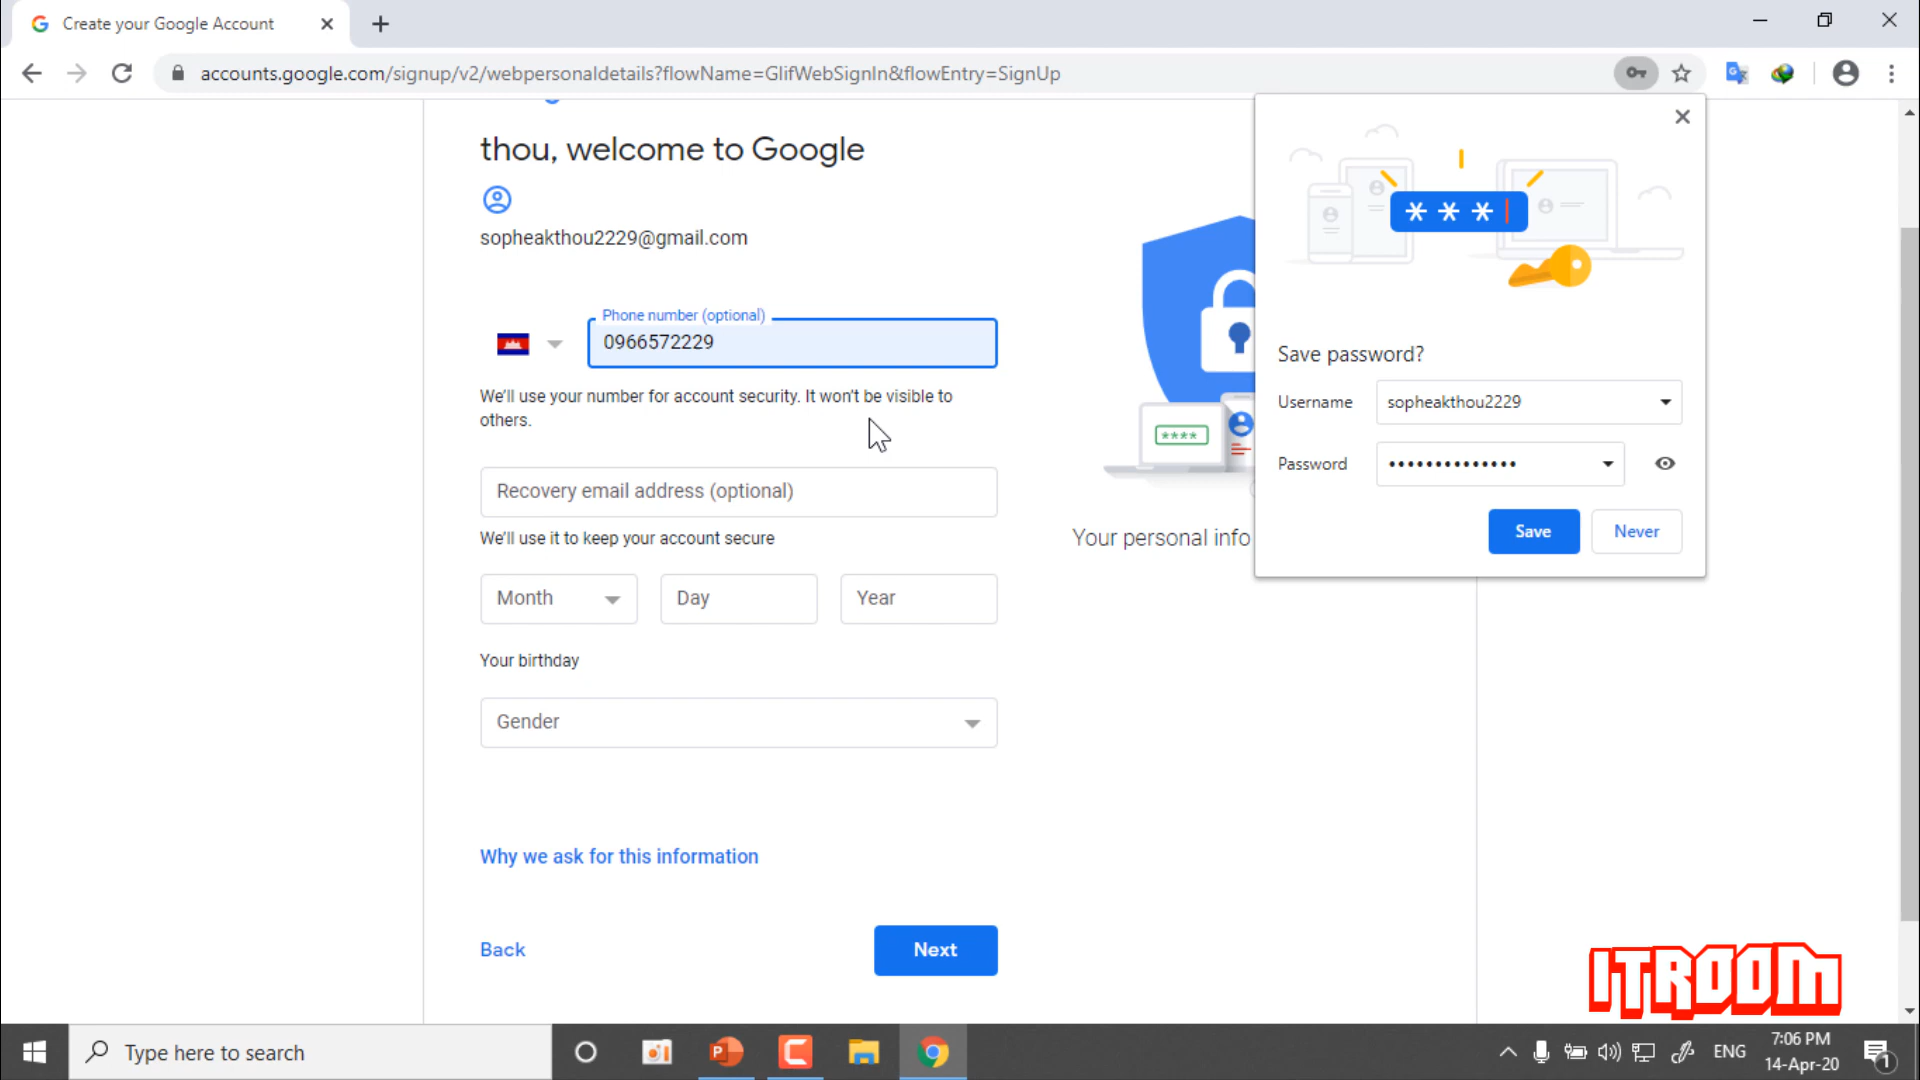 Create your Google Account
accounts.google.com/signup/v2/webpersonaldetails?flowName=GlifWebSignIn&flowEntry=SignUp
thou, welcome to Google
sopheakthou2229@gmail.com
Phone number (optional)
0966572229
We'll use your number for account security. It won't be visible to
others.
Recovery email address (optional)
We'll use it to keep your account secure
Month
Day
Year
Your birthday
Gender
Why we ask for this information
Back
Next
****
Your personal info
***
Save password?
Username
sopheakthou2229
Password
••••••••••••••
Save
Never
ITROOM
Type here to search
ENG
7:06 PM
14-Apr-20
1